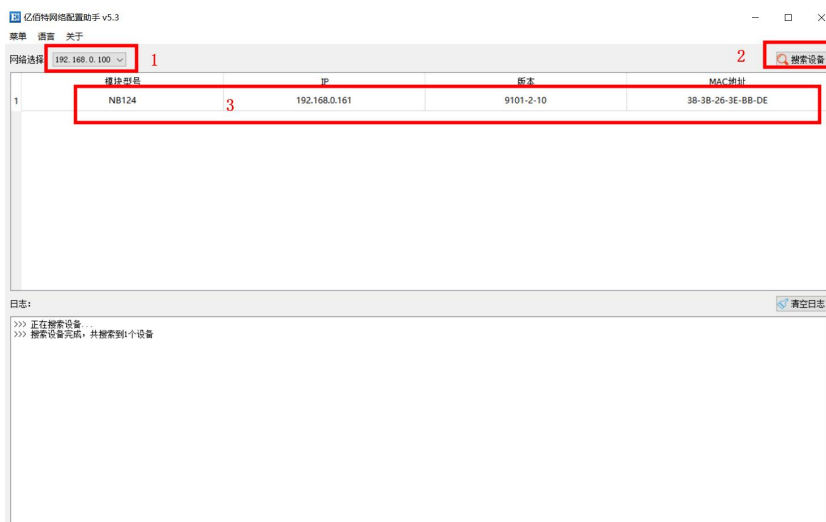 亿佰特网络配置助手 v5.3
菜单 语言 关于
网络选择 192.168.0.100 1 2 搜索设备
模块型号 IP 版本 MAC地址
1 NB124 3 192.168.0.161 9101-2-10 38-3B-26-3E-BB-DE
日志：
清空日志
>>> 正在搜索设备...
>>> 搜索设备完成，共搜索到1个设备